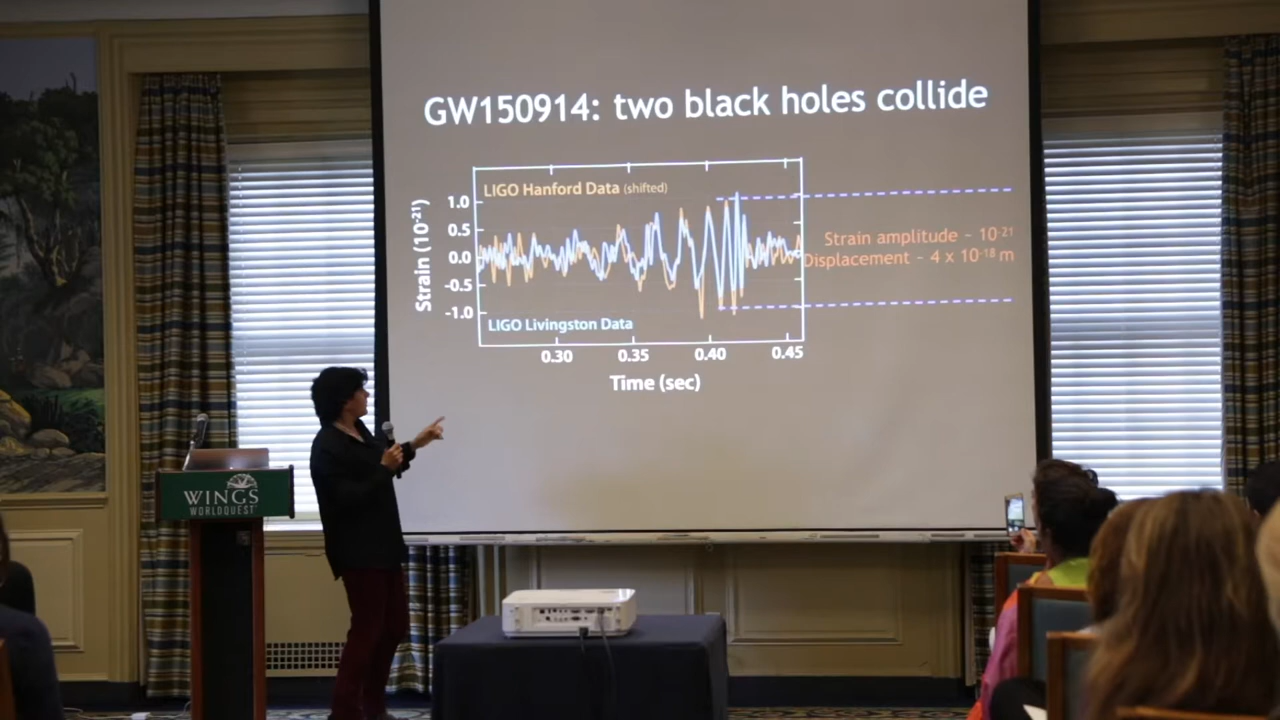 GW150914: two black holes collide
LIGO Hanford Data (shifted)
1.0
0.5
0.0
-0.5
-1.0
Strain (10⁻²¹)
LIGO Livingston Data
0.30 0.35 0.40 0.45
Time (sec)
Strain amplitude ~ 10⁻²¹
Displacement ~ 4 x 10⁻¹⁸ m
WINGS
WORLDQUEST